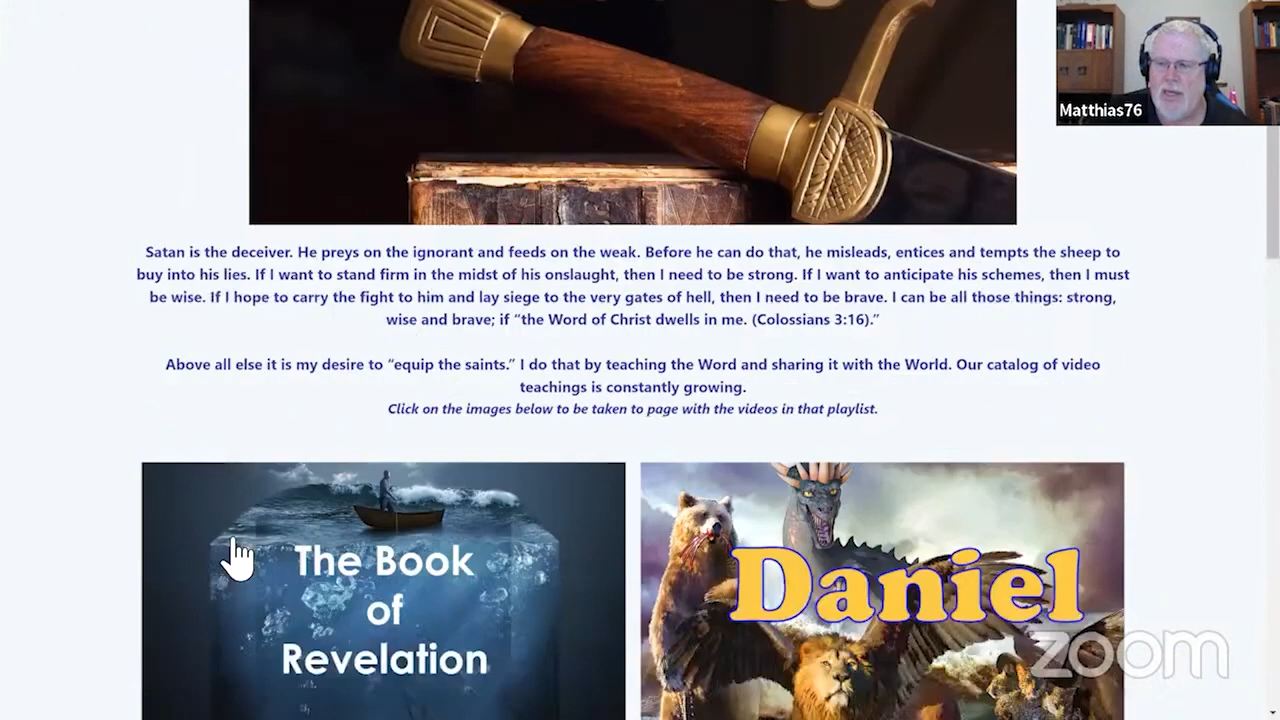 Matthias76
Satan is the deceiver. He preys on the ignorant and feeds on the weak. Before he can do that, he misleads, entices and tempts the sheep to
buy into his lies. If I want to stand firm in the midst of his onslaught, then I need to be strong. If I want to anticipate his schemes, then I must
be wise. If I hope to carry the fight to him and lay siege to the very gates of hell, then I need to be brave. I can be all those things: strong,
wise and brave; if “the Word of Christ dwells in me. (Colossians 3:16).”
Above all else it is my desire to “equip the saints.” I do that by teaching the Word and sharing it with the World. Our catalog of video
teachings is constantly growing.
Click on the images below to be taken to page with the videos in that playlist.
The Book
of
Revelation
Daniel
zoom